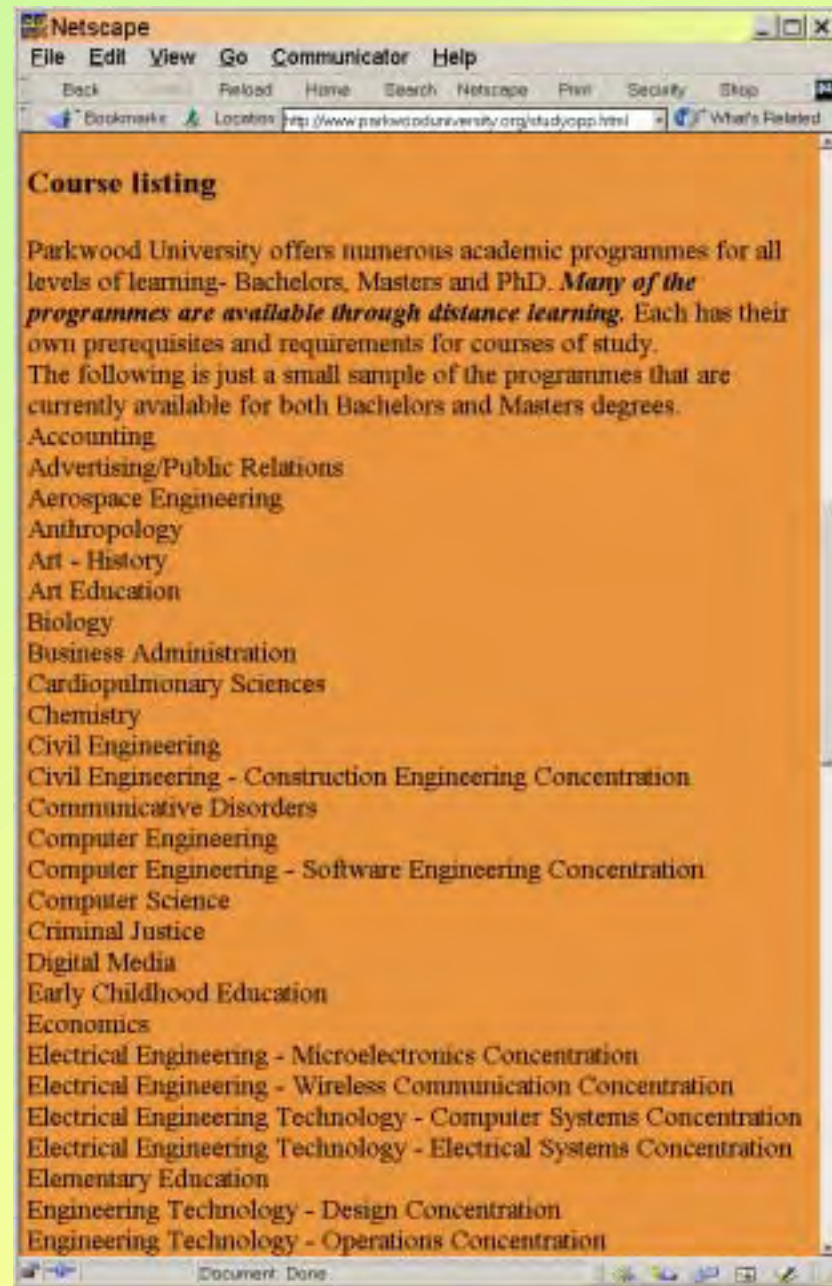 Netscape
File Edit View Go Communicator Help
Back Reload Home Search Netscape Print Security Stop
Bookmarks Location http://www.parkwooduniversity.org/studyopp.html What's Related
Course listing
Parkwood University offers numerous academic programmes for all
levels of learning- Bachelors, Masters and PhD. Many of the
programmes are available through distance learning. Each has their
own prerequisites and requirements for courses of study.
The following is just a small sample of the programmes that are
currently available for both Bachelors and Masters degrees.
Accounting
Advertising/Public Relations
Aerospace Engineering
Anthropology
Art - History
Art Education
Biology
Business Administration
Cardiopulmonary Sciences
Chemistry
Civil Engineering
Civil Engineering - Construction Engineering Concentration
Communicative Disorders
Computer Engineering
Computer Engineering - Software Engineering Concentration
Computer Science
Criminal Justice
Digital Media
Early Childhood Education
Economics
Electrical Engineering - Microelectronics Concentration
Electrical Engineering - Wireless Communication Concentration
Electrical Engineering Technology - Computer Systems Concentration
Electrical Engineering Technology - Electrical Systems Concentration
Elementary Education
Engineering Technology - Design Concentration
Engineering Technology - Operations Concentration
Document: Done